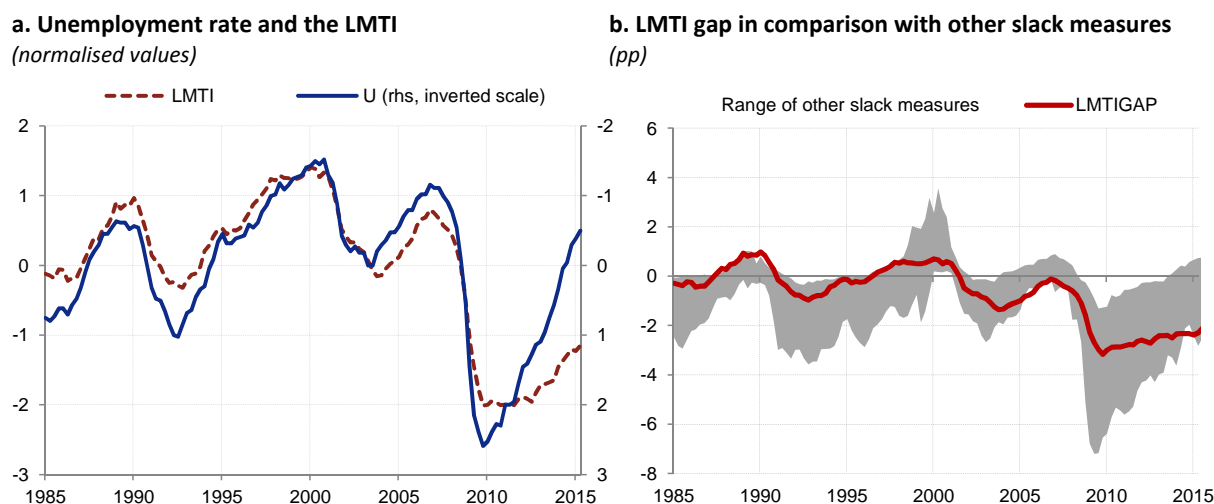 a. Unemployment rate and the LMTI
(normalised values)
LMTI
U (rhs, inverted scale)
2
1
0
-1
-2
-3
-2
-1
0
1
2
3
1985 1990 1995 2000 2005 2010 2015
b. LMTI gap in comparison with other slack measures
(pp)
Range of other slack measures
LMTIGAP
6
4
2
0
-2
-4
-6
-8
1985 1990 1995 2000 2005 2010 2015